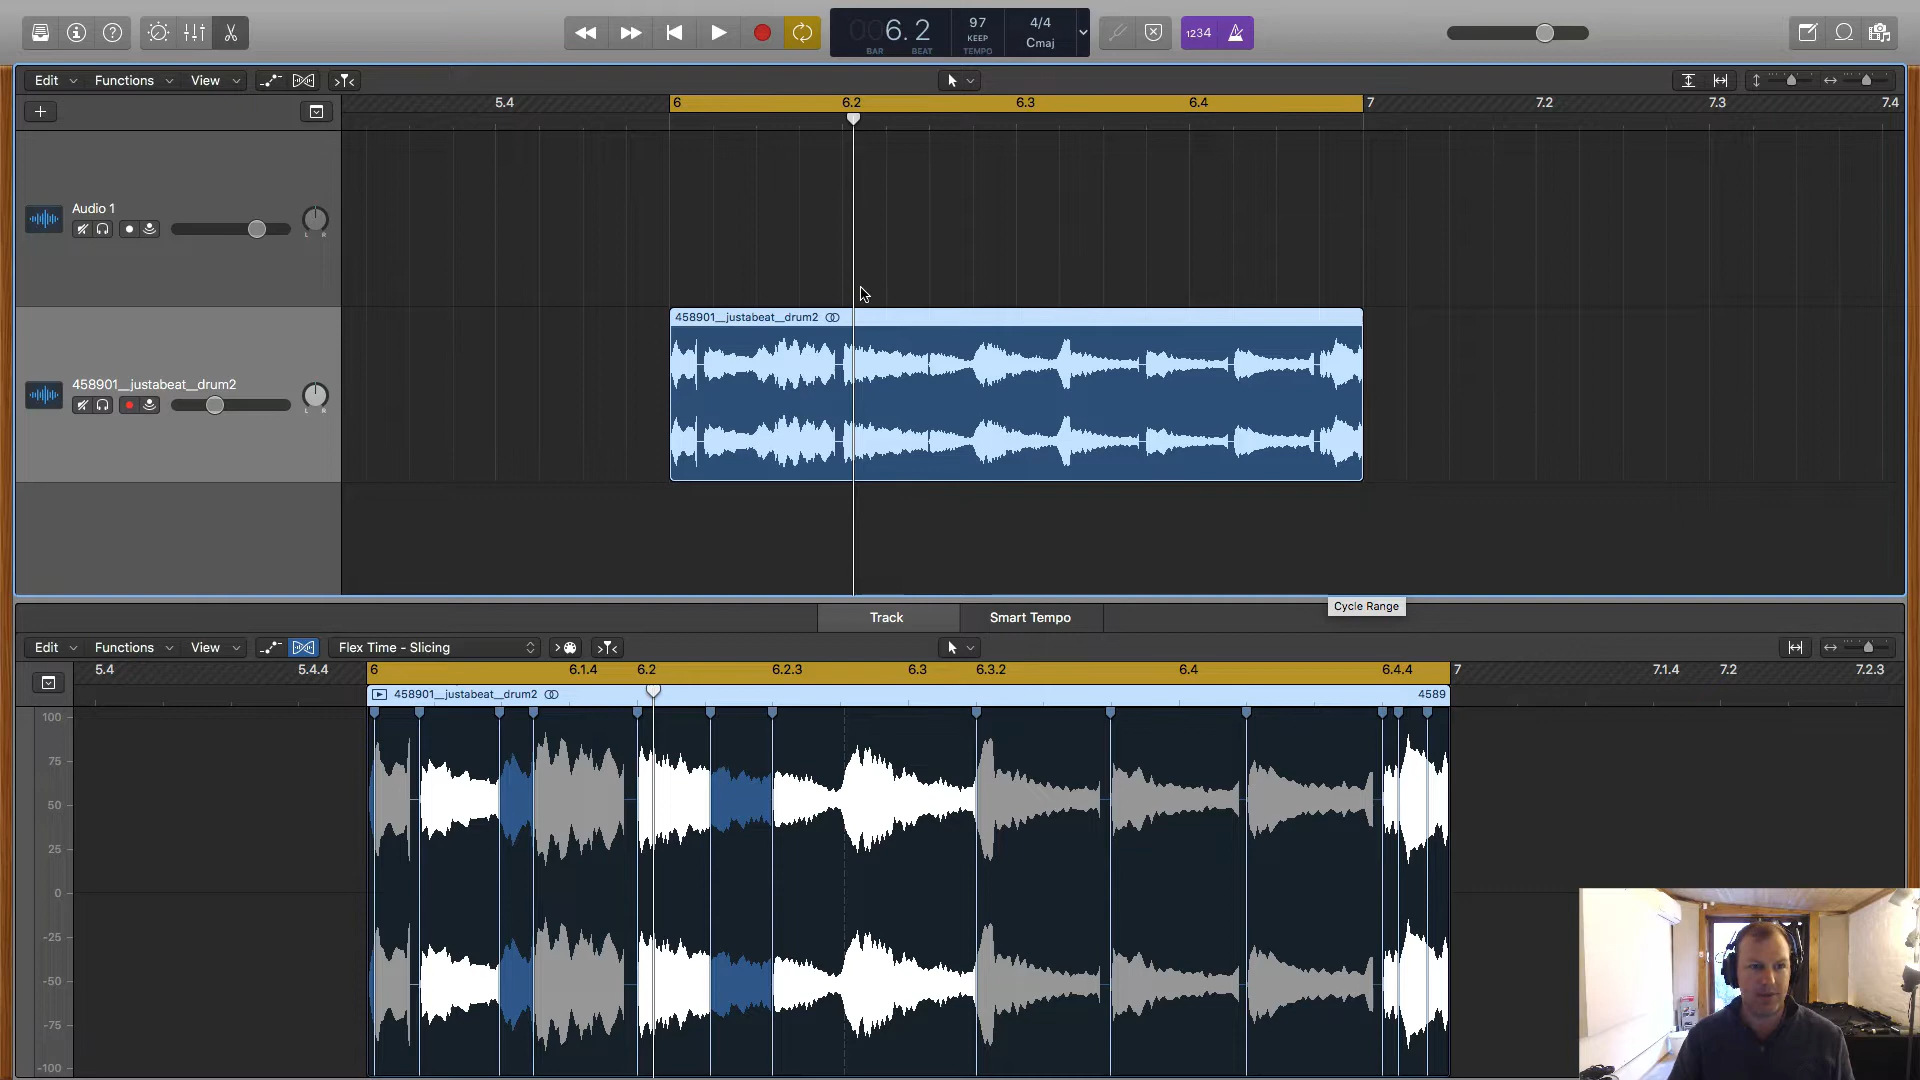 006.2
BAR BEAT
97
KEEP
TEMPO
4/4
Cmaj
1234
Edit Functions View
5.4 6 6.2 6.3 6.4 7 7.2 7.3 7.4
Audio 1
L R
458901__justabeat__drum2
458901__justabeat__drum2
L R
Cycle Range
Track Smart Tempo
Edit Functions View Flex Time - Slicing
5.4 5.4.4 6 6.1.4 6.2 6.2.3 6.3 6.3.2 6.4 6.4.4 7 7.1.4 7.2 7.2.3
458901__justabeat__drum2 4589
100
75
50
25
0
-25
-50
-75
-100